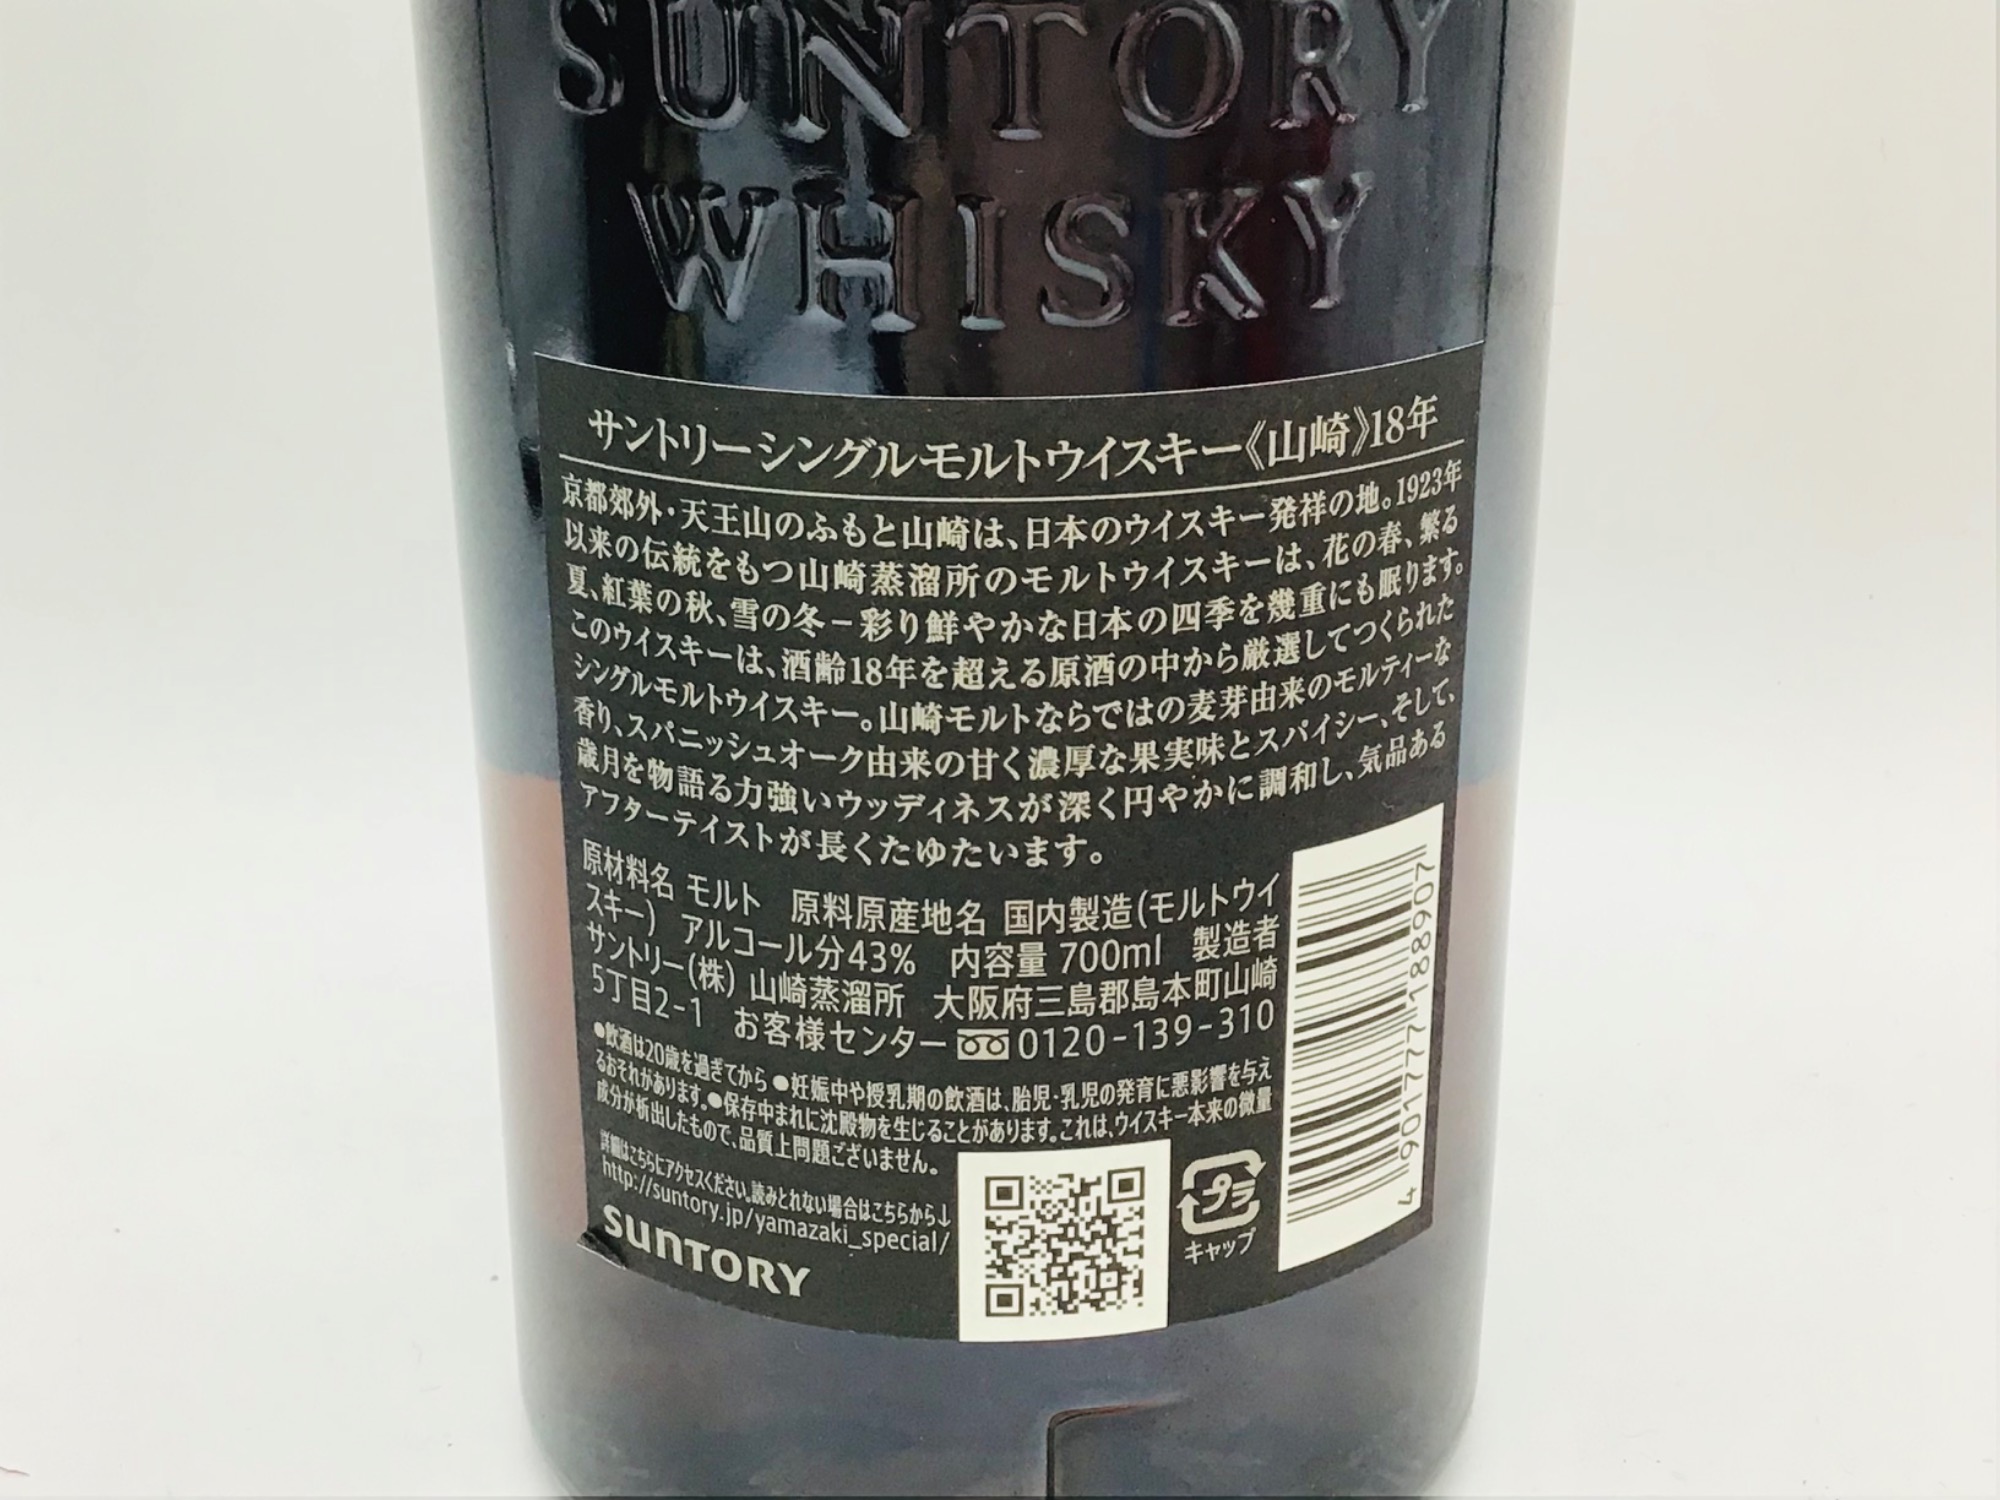 SUNTORY
WHISKY
サントリーシングルモルトウイスキー《山崎》18年
京都郊外・天王山のふもと山崎は、日本のウイスキー発祥の地。1923年
以来の伝統をもつ山崎蒸溜所のモルトウイスキーは、花の春、繁る
夏、紅葉の秋、雪の冬−彩り鮮やかな日本の四季を幾重にも眠ります。
このウイスキーは、酒齢18年を超える原酒の中から厳選してつくられた
シングルモルトウイスキー。山崎モルトならではの麦芽由来のモルティーな
香り、スパニッシュオーク由来の甘く濃厚な果実味とスパイシー、そして、
歳月を物語る力強いウッディネスが深く円やかに調和し、気品ある
アフターテイストが長くたゆたいます。
原材料名 モルト 原料原産地名 国内製造(モルトウイ
スキー) アルコール分43% 内容量 700ml 製造者
サントリー(株) 山崎蒸溜所 大阪府三島郡島本町山崎
5丁目2-1 お客様センター 0120-139-310
●飲酒は20歳を過ぎてから ●妊娠中や授乳期の飲酒は、胎児・乳児の発育に悪影響を与え
るおそれがあります。●保存中まれに沈殿物を生じることがあります。これは、ウイスキー本来の微量
成分が析出したもので、品質上問題ございません。
詳細はこちらにアクセスください。読みとれない場合はこちらから↓
http://suntory.jp/yamazaki_special/
SUNTORY
プラ
キャップ
4 901777 188907